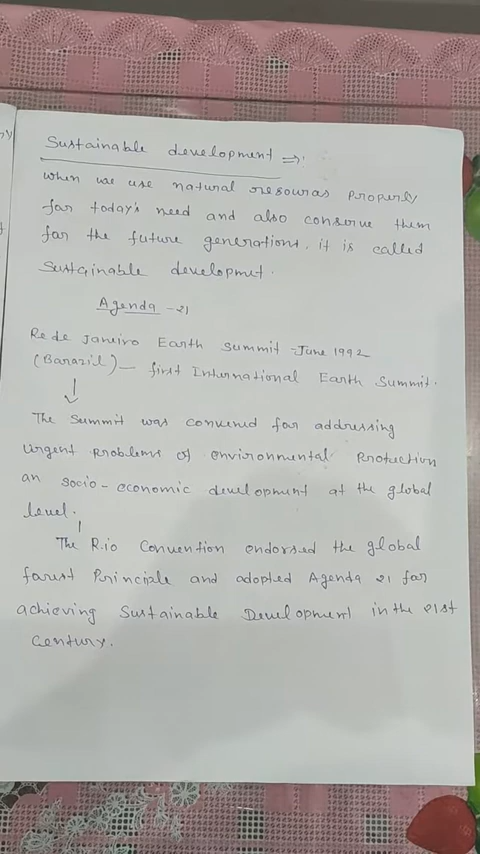 Sustainable development ⇒
when we use natural resouras properly
for today's need and also conserve them
for the future generations. it is called
Sustainable developmet.
Agenda - 21
Re de Janeiro Earth Summit - June 1992
(Barazil) — first International Earth Summit.
↓
The Summit was convened for addressing
urgent problems of environmental protection
an socio - economic development at the global
level.
The R.io Convention endorsed the global
forest Principle and adopted Agenda 21 for
achieving Sustainable Development in the 21st
Century.